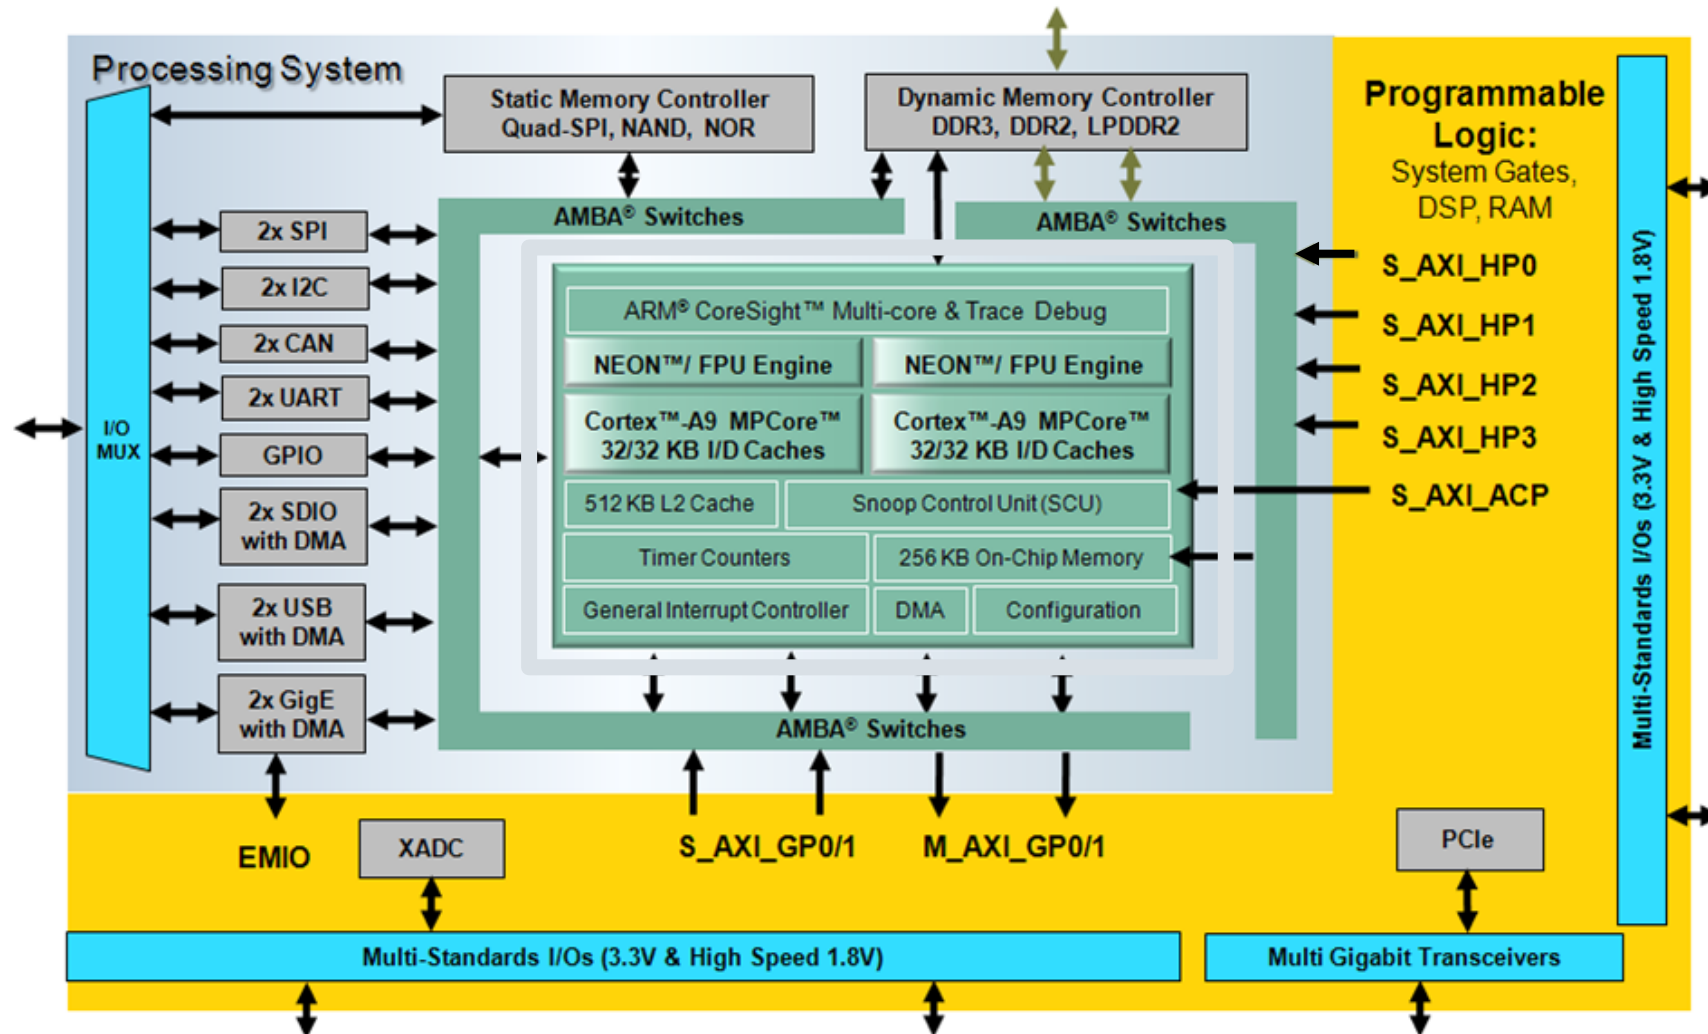 Processing System
Static Memory Controller
Quad-SPI, NAND, NOR
Dynamic Memory Controller
DDR3, DDR2, LPDDR2
Programmable
Logic:
System Gates,
DSP, RAM
AMBA® Switches
AMBA® Switches
I/O
MUX
2x SPI
2x I2C
2x CAN
2x UART
GPIO
2x SDIO
with DMA
2x USB
with DMA
2x GigE
with DMA
ARM® CoreSight™ Multi-core & Trace Debug
NEON™/ FPU Engine
NEON™/ FPU Engine
Cortex™-A9 MPCore™
32/32 KB I/D Caches
Cortex™-A9 MPCore™
32/32 KB I/D Caches
512 KB L2 Cache
Snoop Control Unit (SCU)
Timer Counters
256 KB On-Chip Memory
General Interrupt Controller
DMA
Configuration
AMBA® Switches
S_AXI_HP0
S_AXI_HP1
S_AXI_HP2
S_AXI_HP3
S_AXI_ACP
Multi-Standards I/Os (3.3V & High Speed 1.8V)
EMIO
XADC
S_AXI_GP0/1
M_AXI_GP0/1
PCIe
Multi-Standards I/Os (3.3V & High Speed 1.8V)
Multi Gigabit Transceivers